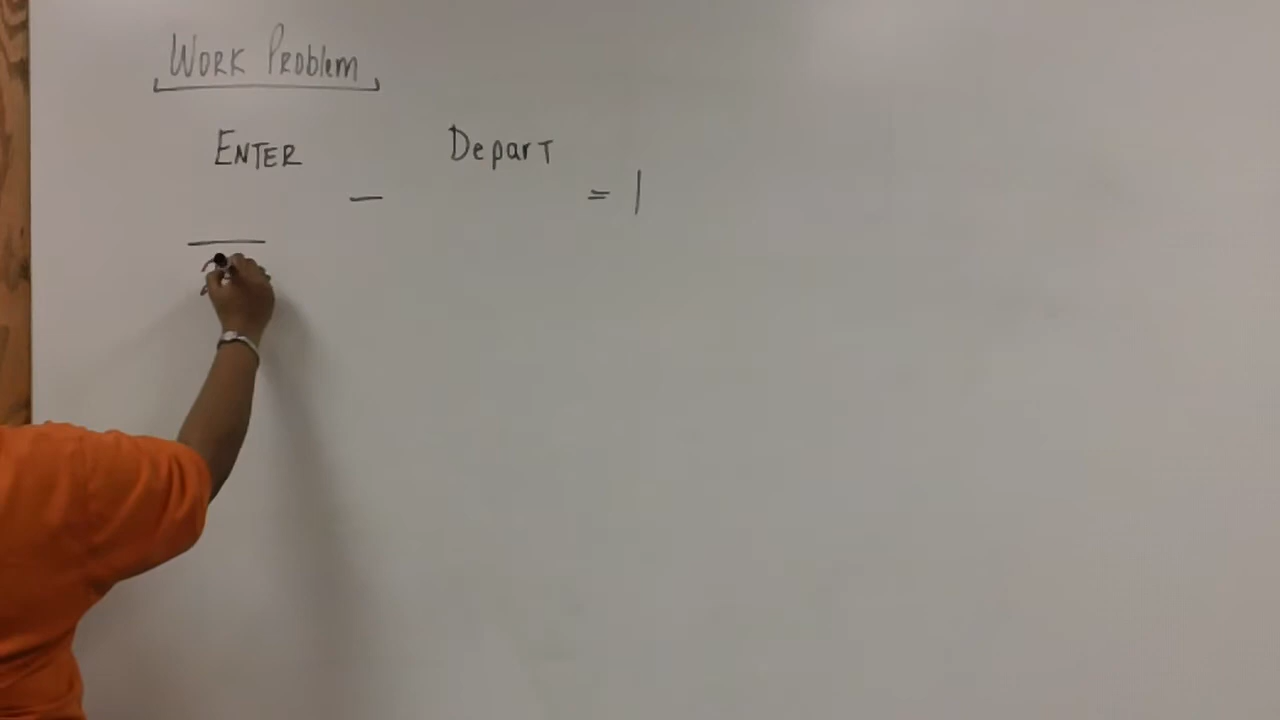 Work Problem
Enter Depart
— = 1